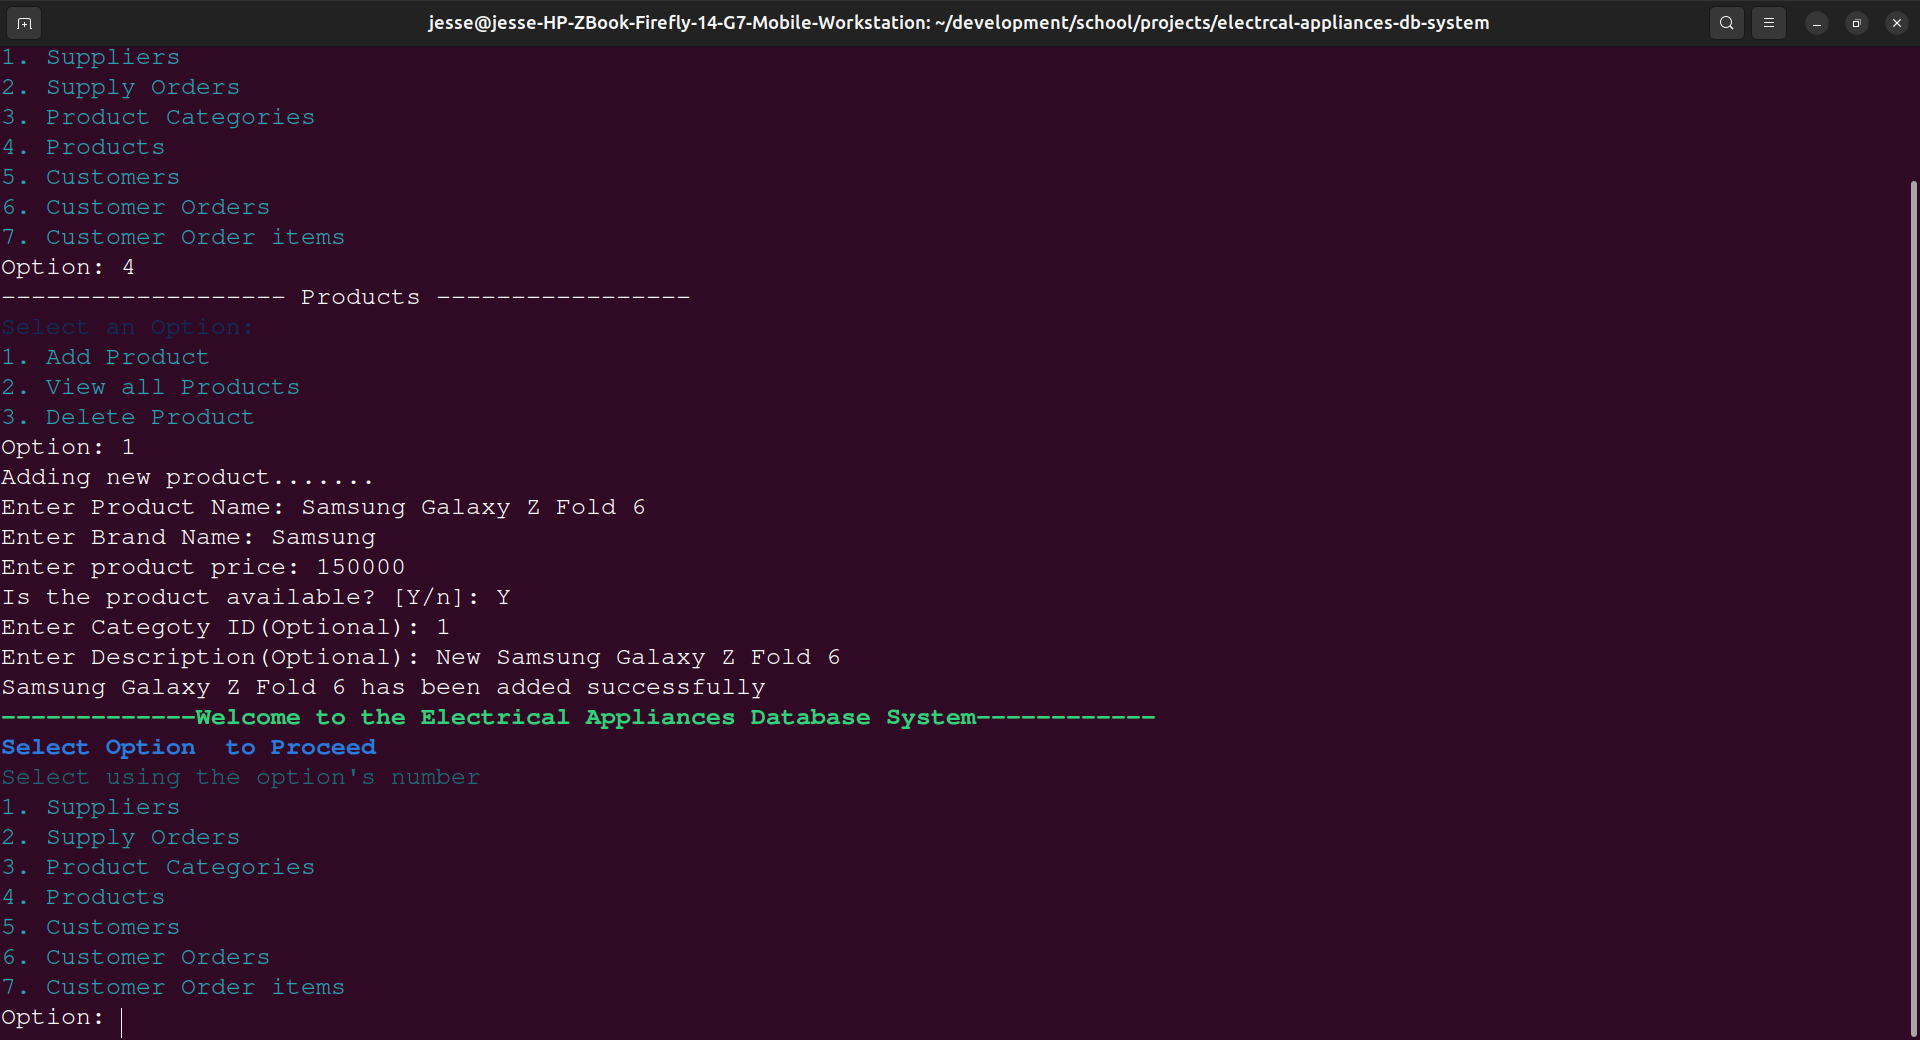 jesse@jesse-HP-ZBook-Firefly-14-G7-Mobile-Workstation: ~/development/school/projects/electrcal-appliances-db-system
1. Suppliers
2. Supply Orders
3. Product Categories
4. Products
5. Customers
6. Customer Orders
7. Customer Order items
Option: 4
------------------- Products -----------------
Select an Option:
1. Add Product
2. View all Products
3. Delete Product
Option: 1
Adding new product.......
Enter Product Name: Samsung Galaxy Z Fold 6
Enter Brand Name: Samsung
Enter product price: 150000
Is the product available? [Y/n]: Y
Enter Categoty ID(Optional): 1
Enter Description(Optional): New Samsung Galaxy Z Fold 6
Samsung Galaxy Z Fold 6 has been added successfully
-------------Welcome to the Electrical Appliances Database System------------
Select Option  to Proceed
Select using the option's number
1. Suppliers
2. Supply Orders
3. Product Categories
4. Products
5. Customers
6. Customer Orders
7. Customer Order items
Option: